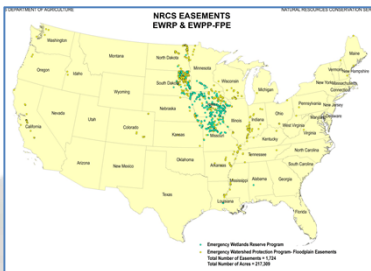 DEPARTMENT OF AGRICULTURE
NATURAL RESOURCES CONSERVATION SER
NRCS EASEMENTS
EWRP & EWPP-FPE
Washington
Montana
North Dakota
Minnesota
Maine
Oregon
Idaho
South Dakota
Wisconsin
Vermont
New Hampshire
New York
Massachusetts
Connecticut
Wyoming
Michigan
Pennsylvania
New Jersey
Nevada
Nebraska
Ohio
Delaware
Utah
Colorado
Illinois
Indiana
West Virginia
California
Kansas
Missouri
Kentucky
Virginia
North Carolina
Tennessee
Arizona
New Mexico
Oklahoma
Arkansas
South Carolina
Mississippi
Alabama
Georgia
Texas
Louisiana
Florida
Emergency Wetlands Reserve Program
Emergency Watershed Protection Program- Floodplain Easements
Total Number of Easements = 1,724
Total Number of Acres = 217,309